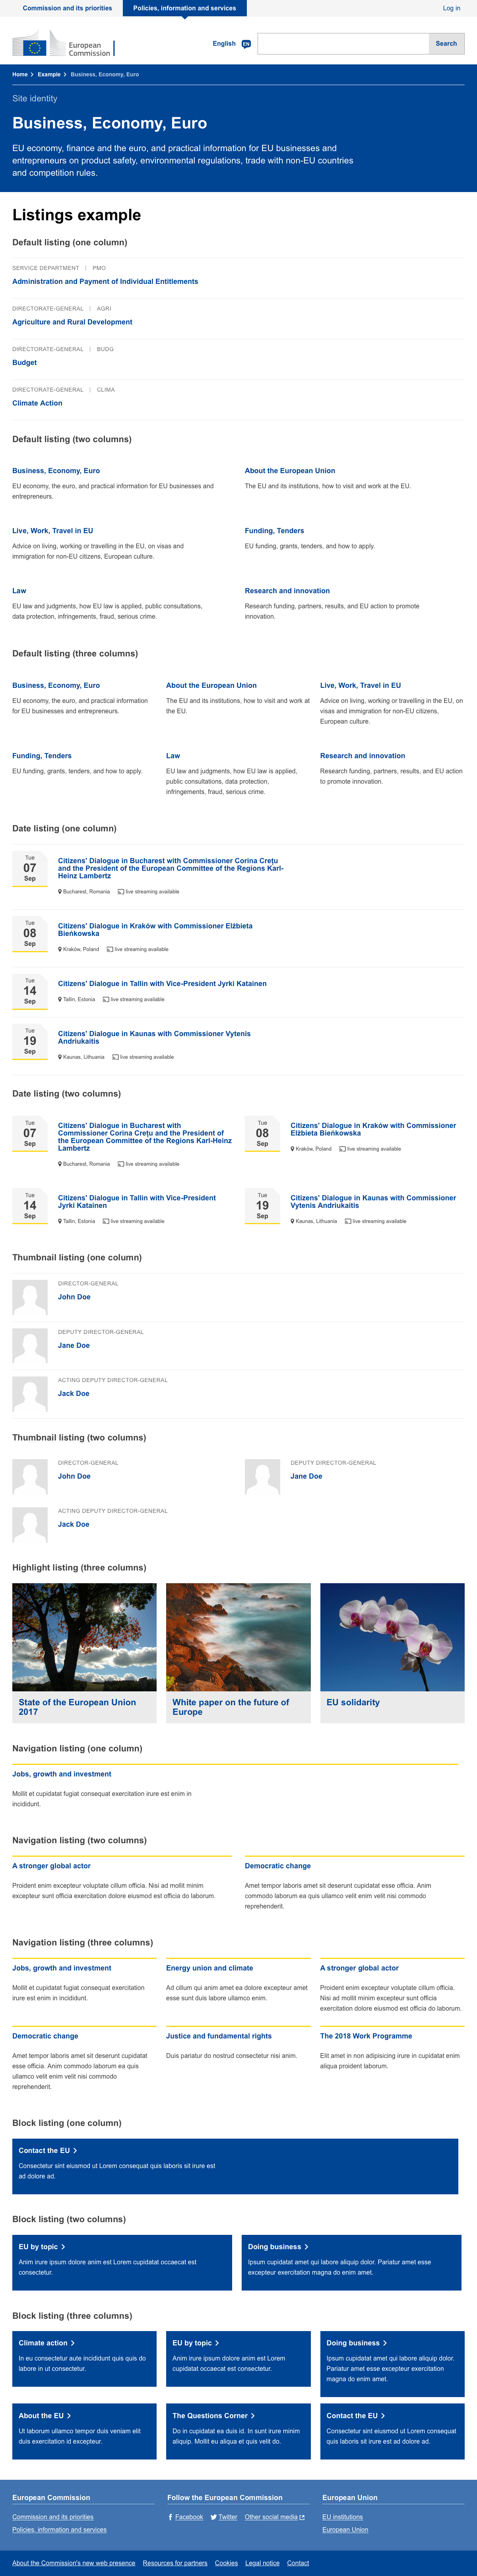 Commission and its priorities
Policies, information and services
Log in
European
Commission
English
EN
Search
Home
Example
Business, Economy, Euro
Site identity
Business, Economy, Euro
EU economy, finance and the euro, and practical information for EU businesses and
entrepreneurs on product safety, environmental regulations, trade with non-EU countries
and competition rules.
Listings example
Default listing (one column)
SERVICE DEPARTMENT | PMO
Administration and Payment of Individual Entitlements
DIRECTORATE-GENERAL | AGRI
Agriculture and Rural Development
DIRECTORATE-GENERAL | BUDG
Budget
DIRECTORATE-GENERAL | CLIMA
Climate Action
Default listing (two columns)
Business, Economy, Euro
EU economy, the euro, and practical information for EU businesses and
entrepreneurs.
About the European Union
The EU and its institutions, how to visit and work at the EU.
Live, Work, Travel in EU
Advice on living, working or travelling in the EU, on visas and
immigration for non-EU citizens, European culture.
Funding, Tenders
EU funding, grants, tenders, and how to apply.
Law
EU law and judgments, how EU law is applied, public consultations,
data protection, infringements, fraud, serious crime.
Research and innovation
Research funding, partners, results, and EU action to promote
innovation.
Default listing (three columns)
Business, Economy, Euro
EU economy, the euro, and practical information
for EU businesses and entrepreneurs.
About the European Union
The EU and its institutions, how to visit and work at
the EU.
Live, Work, Travel in EU
Advice on living, working or travelling in the EU, on
visas and immigration for non-EU citizens,
European culture.
Funding, Tenders
EU funding, grants, tenders, and how to apply.
Law
EU law and judgments, how EU law is applied,
public consultations, data protection,
infringements, fraud, serious crime.
Research and innovation
Research funding, partners, results, and EU action
to promote innovation.
Date listing (one column)
Tue
07
Sep
Citizens' Dialogue in Bucharest with Commissioner Corina Crețu
and the President of the European Committee of the Regions Karl-
Heinz Lambertz
Bucharest, Romania live streaming available
Tue
08
Sep
Citizens' Dialogue in Kraków with Commissioner Elżbieta
Bieńkowska
Kraków, Poland live streaming available
Tue
14
Sep
Citizens' Dialogue in Tallin with Vice-President Jyrki Katainen
Tallin, Estonia live streaming available
Tue
19
Sep
Citizens' Dialogue in Kaunas with Commissioner Vytenis
Andriukaitis
Kaunas, Lithuania live streaming available
Date listing (two columns)
Tue
07
Sep
Citizens' Dialogue in Bucharest with
Commissioner Corina Crețu and the President of
the European Committee of the Regions Karl-Heinz
Lambertz
Bucharest, Romania live streaming available
Tue
08
Sep
Citizens' Dialogue in Kraków with Commissioner
Elżbieta Bieńkowska
Kraków, Poland live streaming available
Tue
14
Sep
Citizens' Dialogue in Tallin with Vice-President
Jyrki Katainen
Tallin, Estonia live streaming available
Tue
19
Sep
Citizens' Dialogue in Kaunas with Commissioner
Vytenis Andriukaitis
Kaunas, Lithuania live streaming available
Thumbnail listing (one column)
DIRECTOR-GENERAL
John Doe
DEPUTY DIRECTOR-GENERAL
Jane Doe
ACTING DEPUTY DIRECTOR-GENERAL
Jack Doe
Thumbnail listing (two columns)
DIRECTOR-GENERAL
John Doe
DEPUTY DIRECTOR-GENERAL
Jane Doe
ACTING DEPUTY DIRECTOR-GENERAL
Jack Doe
Highlight listing (three columns)
State of the European Union
2017
White paper on the future of
Europe
EU solidarity
Navigation listing (one column)
Jobs, growth and investment
Mollit et cupidatat fugiat consequat exercitation irure est enim in
incididunt.
Navigation listing (two columns)
A stronger global actor
Proident enim excepteur voluptate cillum officia. Nisi ad mollit minim
excepteur sunt officia exercitation dolore eiusmod est officia do laborum.
Democratic change
Amet tempor laboris amet sit deserunt cupidatat esse officia. Anim
commodo laborum ea quis ullamco velit enim velit nisi commodo
reprehenderit.
Navigation listing (three columns)
Jobs, growth and investment
Mollit et cupidatat fugiat consequat exercitation
irure est enim in incididunt.
Energy union and climate
Ad cillum qui anim amet ea dolore excepteur amet
esse sunt duis labore ullamco enim.
A stronger global actor
Proident enim excepteur voluptate cillum officia.
Nisi ad mollit minim excepteur sunt officia
exercitation dolore eiusmod est officia do laborum.
Democratic change
Amet tempor laboris amet sit deserunt cupidatat
esse officia. Anim commodo laborum ea quis
ullamco velit enim velit nisi commodo
reprehenderit.
Justice and fundamental rights
Duis pariatur do nostrud consectetur nisi anim.
The 2018 Work Programme
Elit amet in non adipisicing irure in cupidatat enim
aliqua proident laborum.
Block listing (one column)
Contact the EU
Consectetur sint eiusmod ut Lorem consequat quis laboris sit irure est
ad dolore ad.
Block listing (two columns)
EU by topic
Anim irure ipsum dolore anim est Lorem cupidatat occaecat est
consectetur.
Doing business
Ipsum cupidatat amet qui labore aliquip dolor. Pariatur amet esse
excepteur exercitation magna do enim amet.
Block listing (three columns)
Climate action
In eu consectetur aute incididunt quis quis do
labore in ut consectetur.
EU by topic
Anim irure ipsum dolore anim est Lorem
cupidatat occaecat est consectetur.
Doing business
Ipsum cupidatat amet qui labore aliquip dolor.
Pariatur amet esse excepteur exercitation
magna do enim amet.
About the EU
Ut laborum ullamco tempor duis veniam elit
duis exercitation id excepteur.
The Questions Corner
Do in cupidatat ea duis id. In sunt irure minim
aliquip. Mollit eu aliqua et quis velit do.
Contact the EU
Consectetur sint eiusmod ut Lorem consequat
quis laboris sit irure est ad dolore ad.
European Commission
Commission and its priorities
Policies, information and services
Follow the European Commission
Facebook Twitter Other social media
European Union
EU institutions
European Union
About the Commission's new web presence Resources for partners Cookies Legal notice Contact